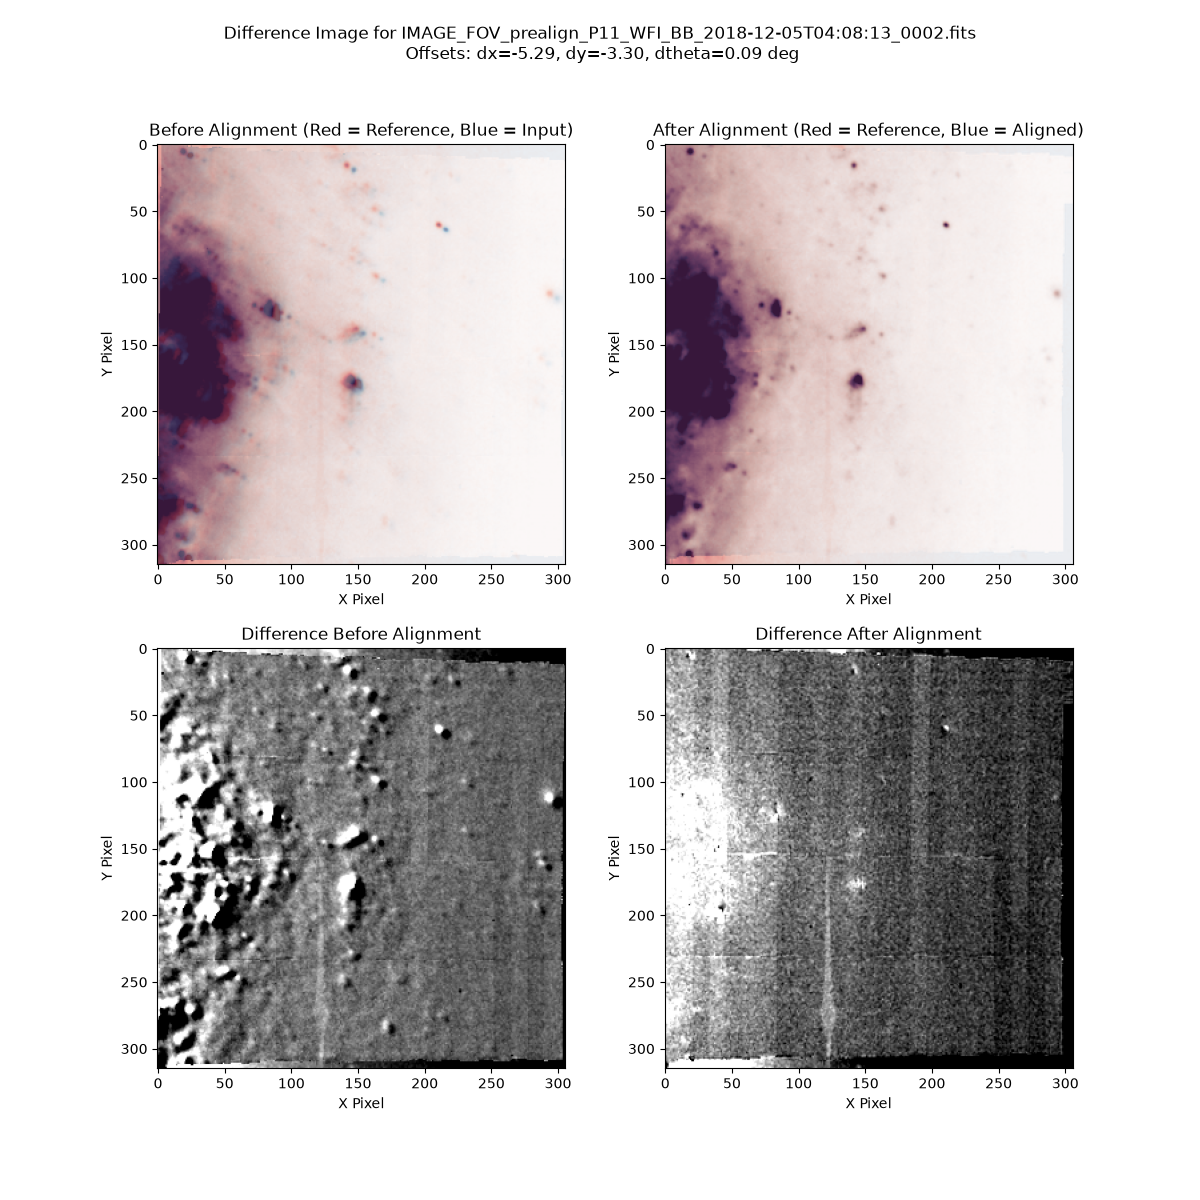 Difference Image for IMAGE_FOV_prealign_P11_WFI_BB_2018-12-05T04:08:13_0002.fits
Offsets: dx=-5.29, dy=-3.30, dtheta=0.09 deg
Before Alignment (Red = Reference, Blue = Input)
0
50
100
150
200
250
300
Y Pixel
0 50 100 150 200 250 300
X Pixel
After Alignment (Red = Reference, Blue = Aligned)
0
50
100
150
200
250
300
Y Pixel
0 50 100 150 200 250 300
X Pixel
Difference Before Alignment
0
50
100
150
200
250
300
Y Pixel
0 50 100 150 200 250 300
X Pixel
Difference After Alignment
0
50
100
150
200
250
300
Y Pixel
0 50 100 150 200 250 300
X Pixel